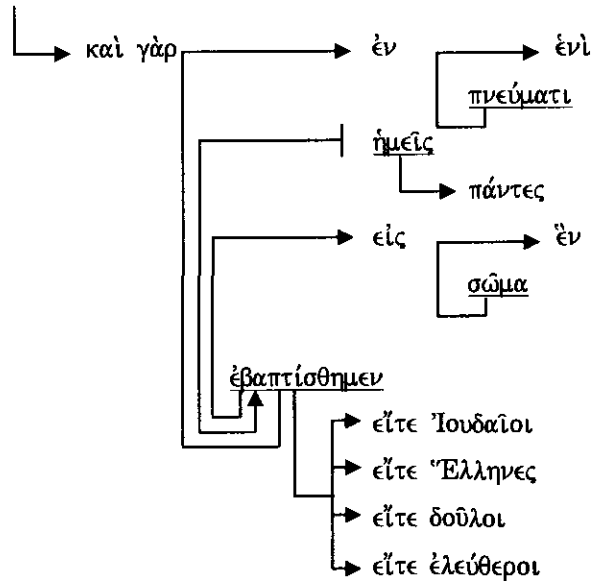 καὶ γὰρ ἐν ἑνὶ
πνεύματι
ἡμεῖς
πάντες
εἰς ἓν
σῶμα
ἐβαπτίσθημεν
εἴτε Ἰουδαῖοι
εἴτε Ἕλληνες
εἴτε δοῦλοι
εἴτε ἐλεύθεροι